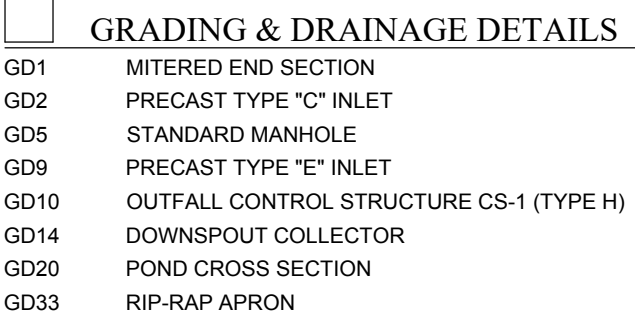 GRADING & DRAINAGE DETAILS
GD1 MITERED END SECTION
GD2 PRECAST TYPE "C" INLET
GD5 STANDARD MANHOLE
GD9 PRECAST TYPE "E" INLET
GD10 OUTFALL CONTROL STRUCTURE CS-1 (TYPE H)
GD14 DOWNSPOUT COLLECTOR
GD20 POND CROSS SECTION
GD33 RIP-RAP APRON